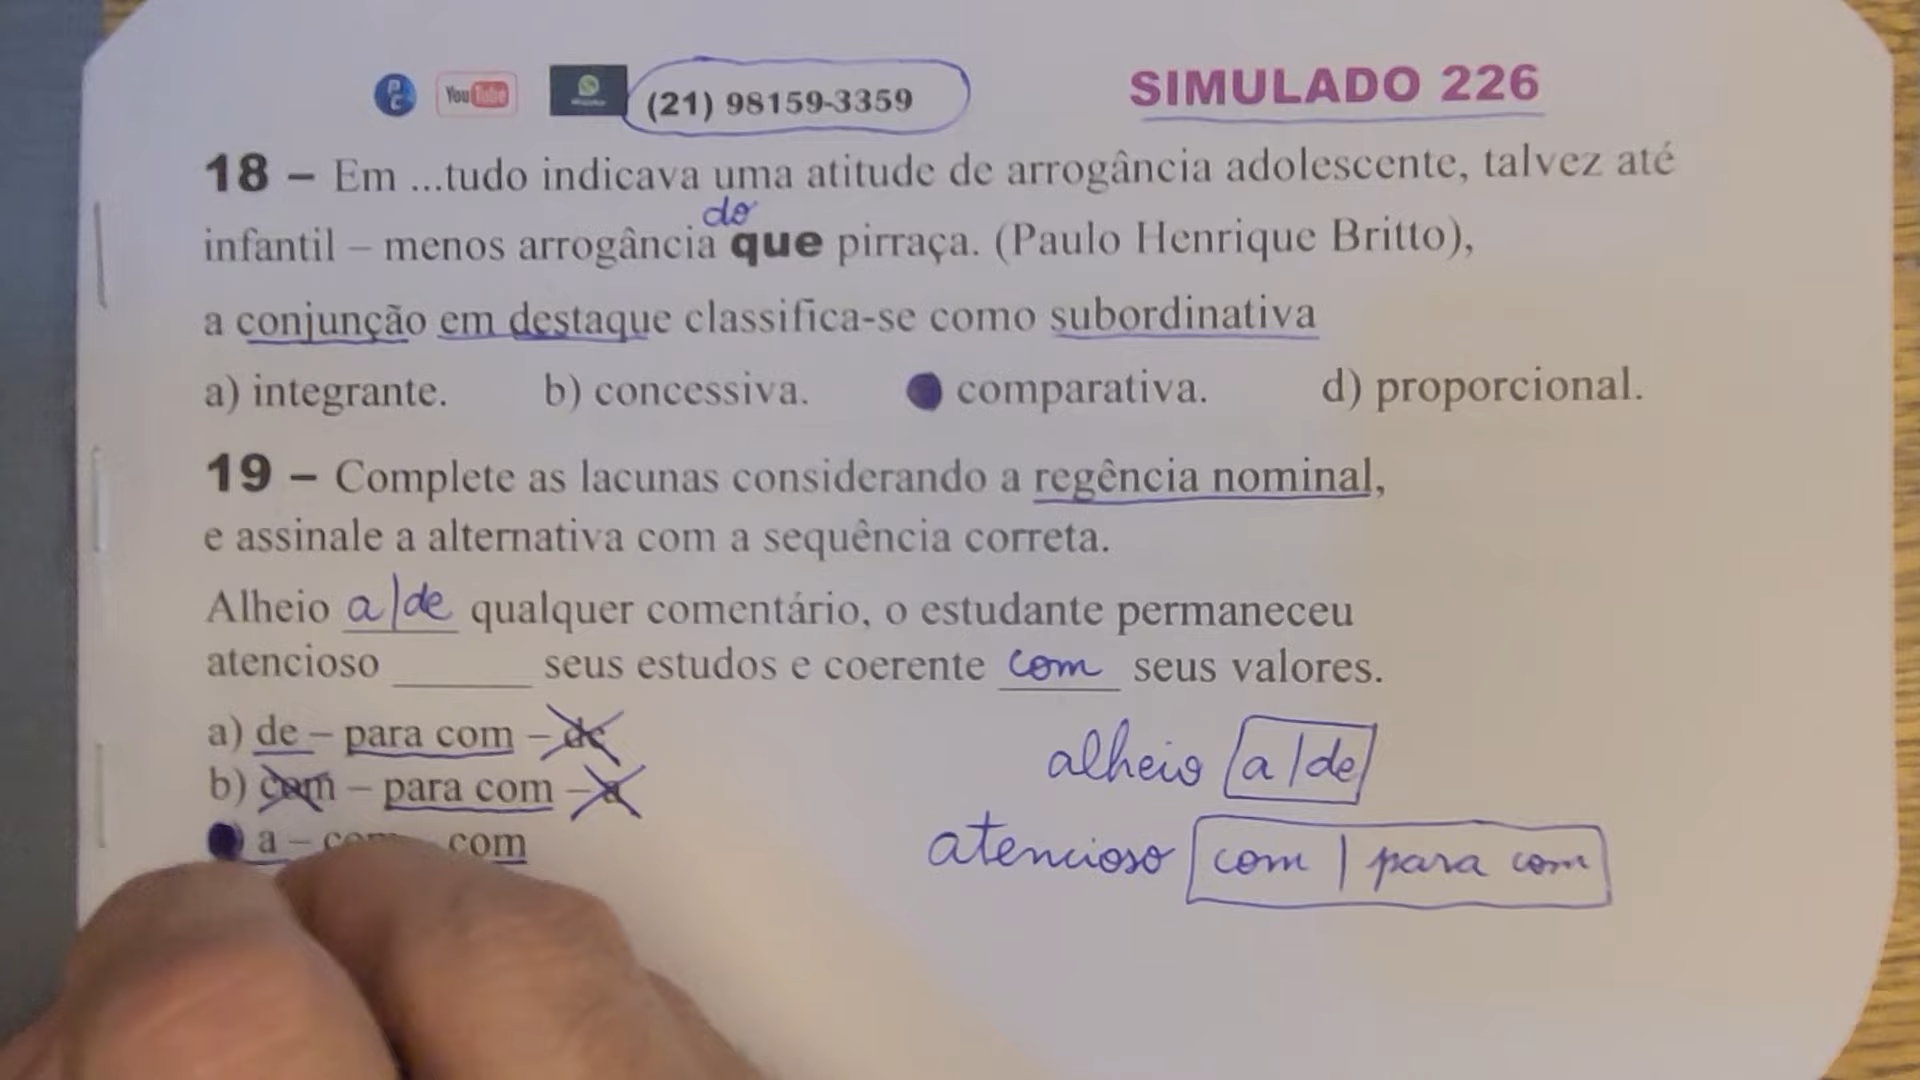 YouTube (21) 98159-3359 SIMULADO 226
18 – Em ...tudo indicava uma atitude de arrogância adolescente, talvez até
do
infantil – menos arrogância que pirraça. (Paulo Henrique Britto),
a conjunção em destaque classifica-se como subordinativa
a) integrante. b) concessiva. comparativa. d) proporcional.
19 – Complete as lacunas considerando a regência nominal,
e assinale a alternativa com a sequência correta.
Alheio a/de qualquer comentário, o estudante permaneceu
atencioso ______ seus estudos e coerente com seus valores.
a) de – para com – de
b) com – para com – a
a – com – com
alheio a/de
atencioso com | para com